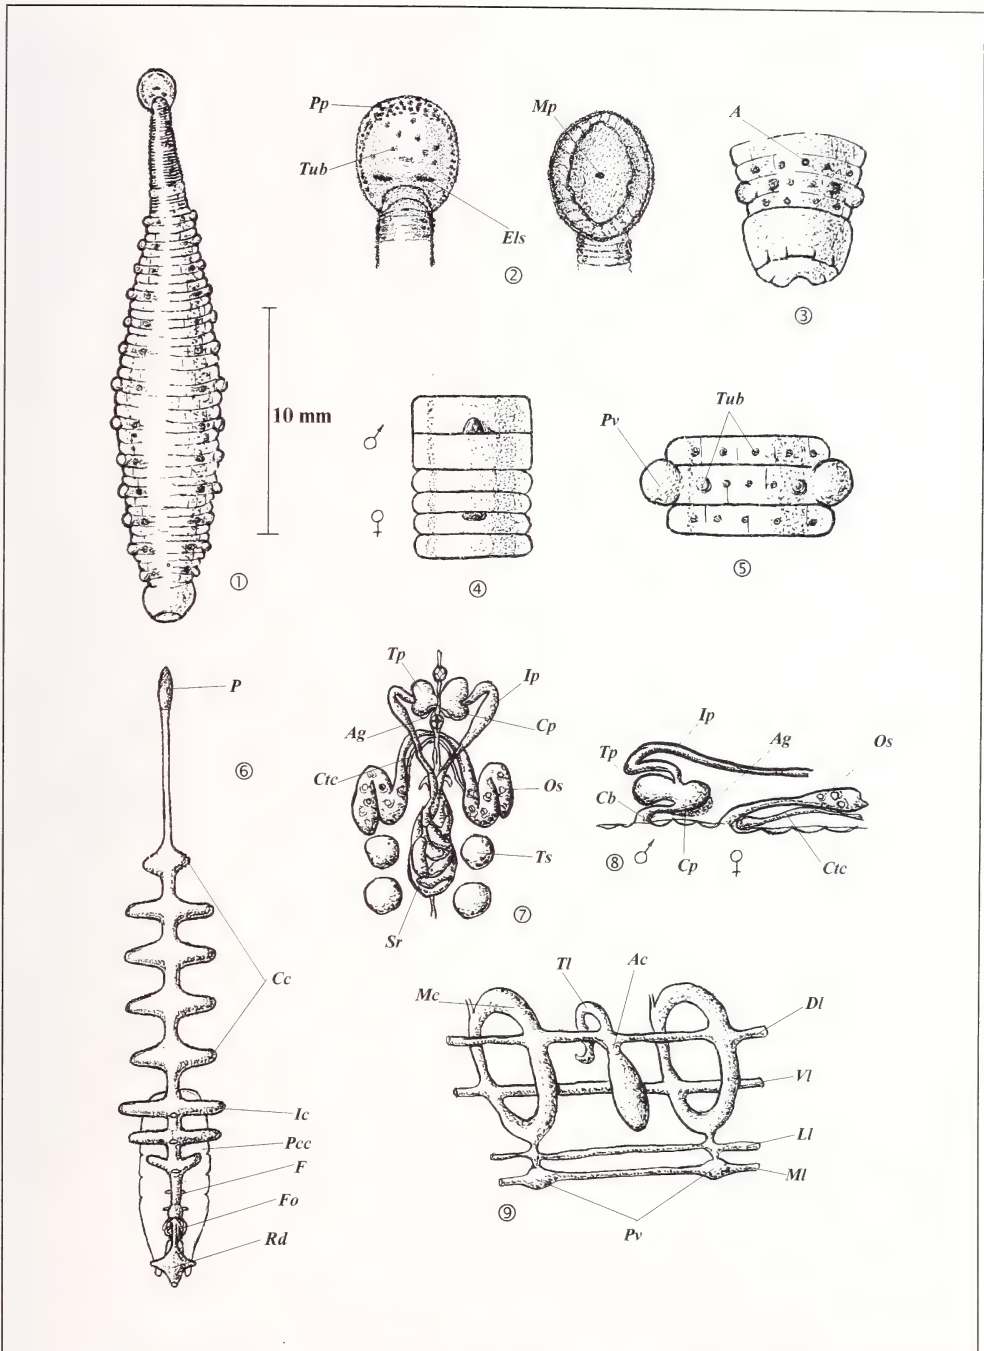 Pp
Mp
A
Tub
Els
②
③
10 mm
Tub
Pv
♂
♀
①
④
⑤
P
Tp
Ip
Ag
Cp
Ctc
Os
Ts
Sr
⑥
⑦
Ip
Ag
Os
Tp
Cb
Cp
Ctc
⑧ ♂
♀
Cc
Ic
Pcc
F
Fo
Rd
Tl
Ac
Mc
Dl
Vl
Ll
Ml
Pv
⑨